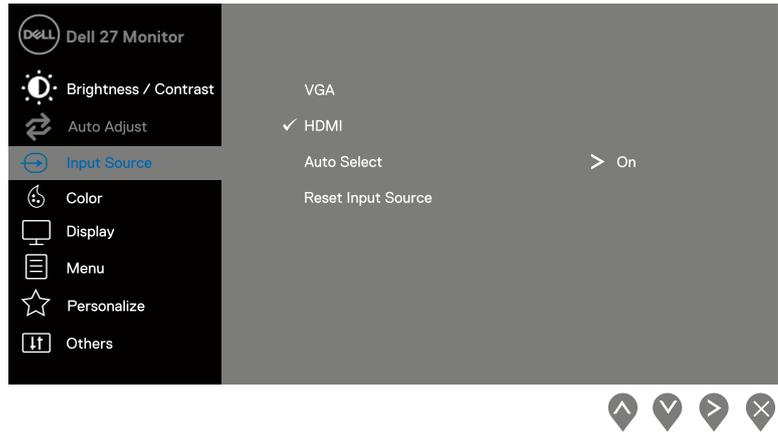 DELL Dell 27 Monitor
Brightness / Contrast
Auto Adjust
Input Source
Color
Display
Menu
Personalize
Others
VGA
HDMI
Auto Select On
Reset Input Source